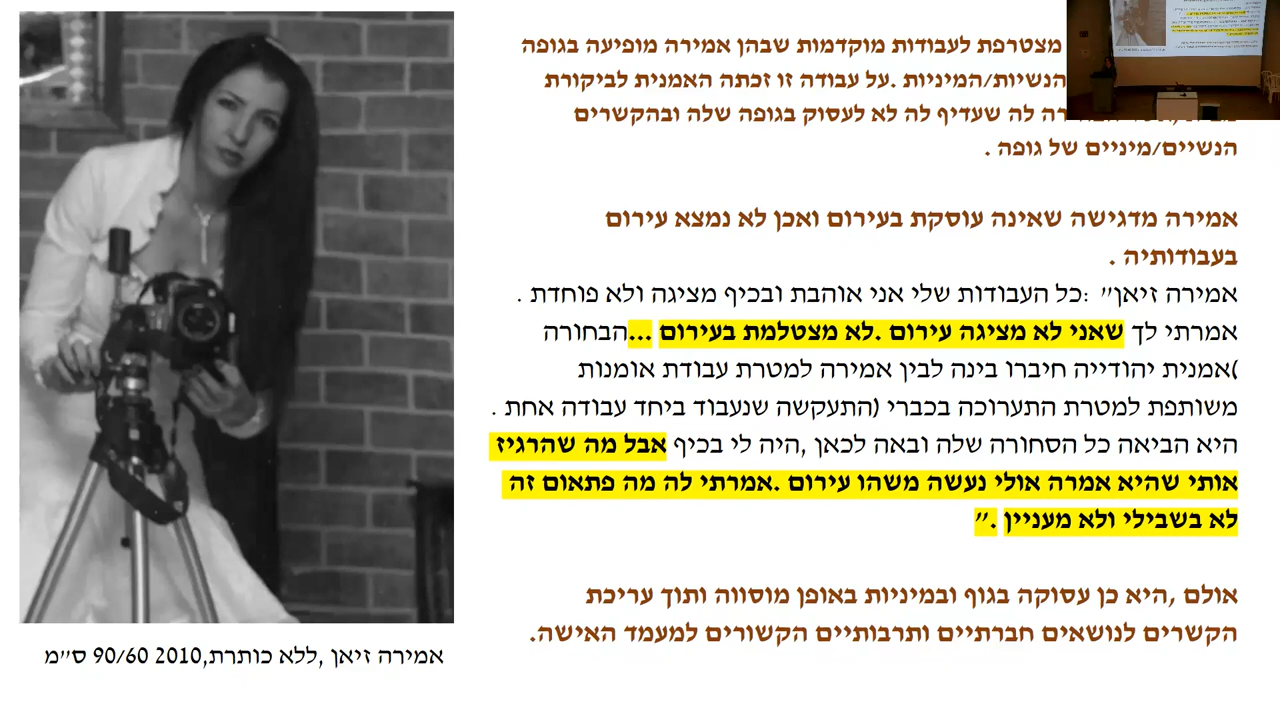 מצטרפת לעבודות מוקדמות שבהן אמירה מופיעה בגופה
הנשיות/המיניות .על עבודה זו זכתה האמנית לביקורת
רה לה שעדיף לה לא לעסוק בגופה שלה ובהקשרים
הנשיים/מיניים של גופה .
אמירה מדגישה שאינה עוסקת בעירום ואכן לא נמצא עירום
בעבודותיה .
אמירה זיאן״ :כל העבודות שלי אני אוהבת ובכיף מציגה ולא פוחדת .
אמרתי לך שאני לא מציגה עירום .לא מצטלמת בעירום ...הבחורה
)אמנית יהודייה חיברו בינה לבין אמירה למטרת עבודת אומנות
משותפת למטרת התערוכה בכברי (התעקשה שנעבוד ביחד עבודה אחת .
היא הביאה כל הסחורה שלה ובאה לכאן ,היה לי בכיף אבל מה שהרגיז
אותי שהיא אמרה אולי נעשה משהו עירום .אמרתי לה מה פתאום זה
לא בשבילי ולא מעניין .״
אולם ,היא כן עסוקה בגוף ובמיניות באופן מוסווה ותוך עריכת
הקשרים לנושאים חברתיים ותרבותיים הקשורים למעמד האישה.
אמירה זיאן ,ללא כותרת,2010 90/60 ס״מ